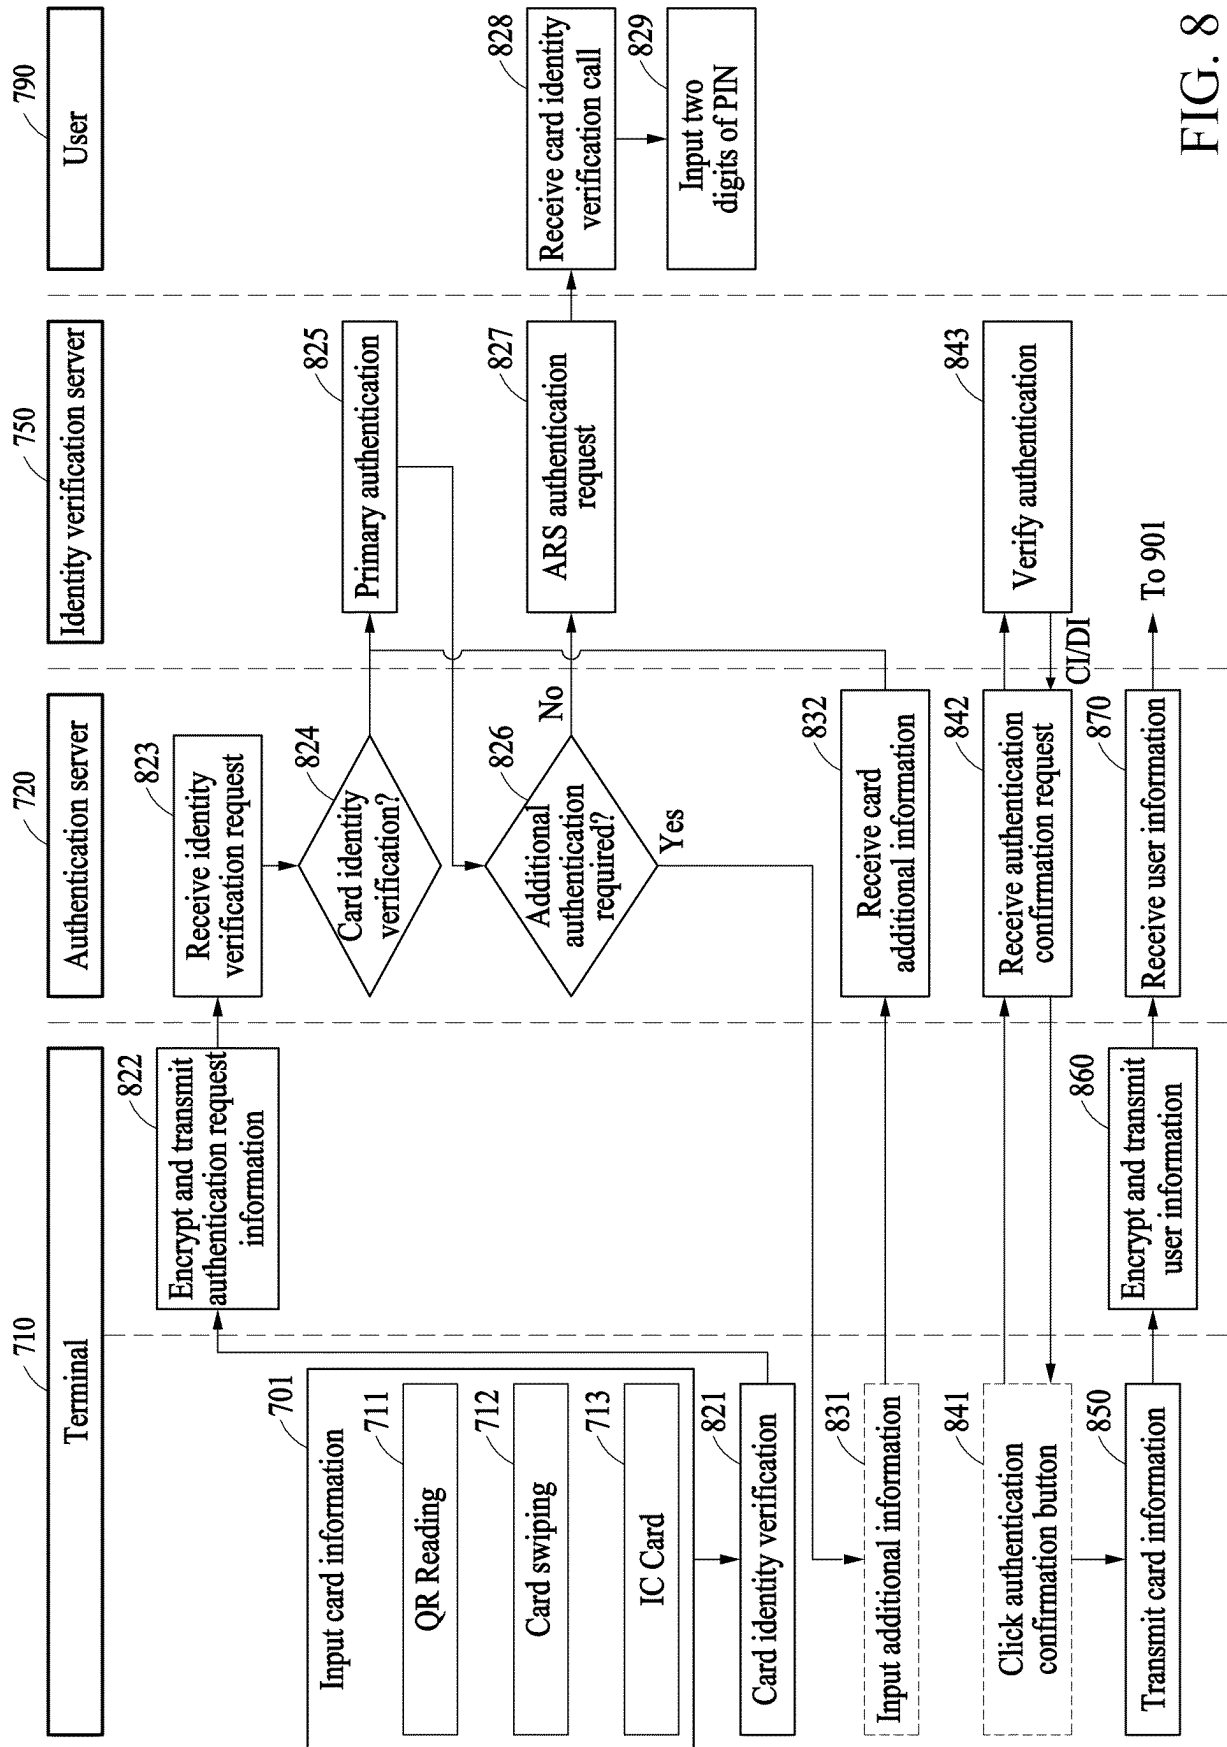 710
Terminal
720
Authentication server
750
Identity verification server
790
User
701
Input card information
711
QR Reading
712
Card swiping
713
IC Card
821
Card identity verification
822
Encrypt and transmit
authentication request
information
823
Receive identity
verification request
824
Card identity
verification?
825
Primary authentication
826
Additional
authentication
required?
No
Yes
827
ARS authentication
request
828
Receive card identity
verification call
829
Input two
digits of PIN
831
Input additional information
832
Receive card
additional information
841
Click authentication
confirmation button
842
Receive authentication
confirmation request
843
Verify authentication
CI/DI
850
Transmit card information
860
Encrypt and transmit
user information
870
Receive user information
To 901
FIG. 8